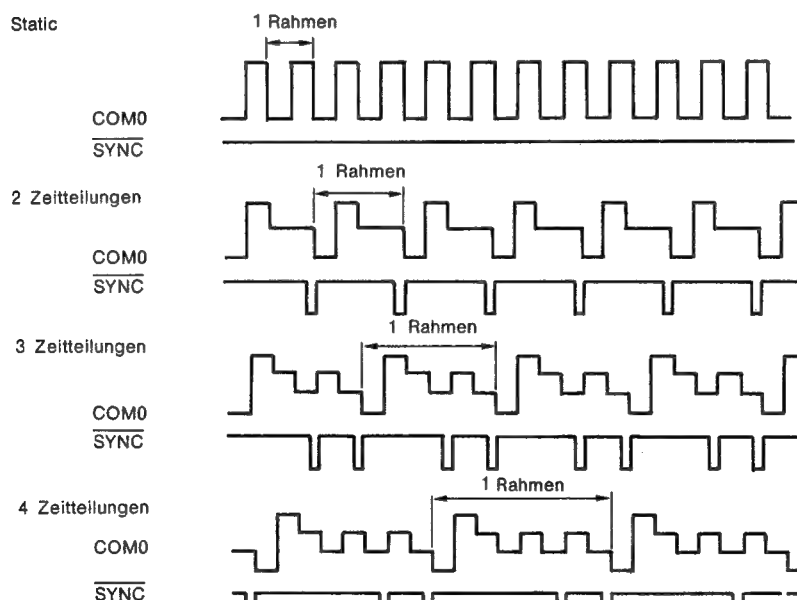 Static
1 Rahmen
COM0
SYNC
1 Rahmen
2 Zeitteilungen
COM0
SYNC
1 Rahmen
3 Zeitteilungen
COM0
SYNC
1 Rahmen
4 Zeitteilungen
COM0
SYNC